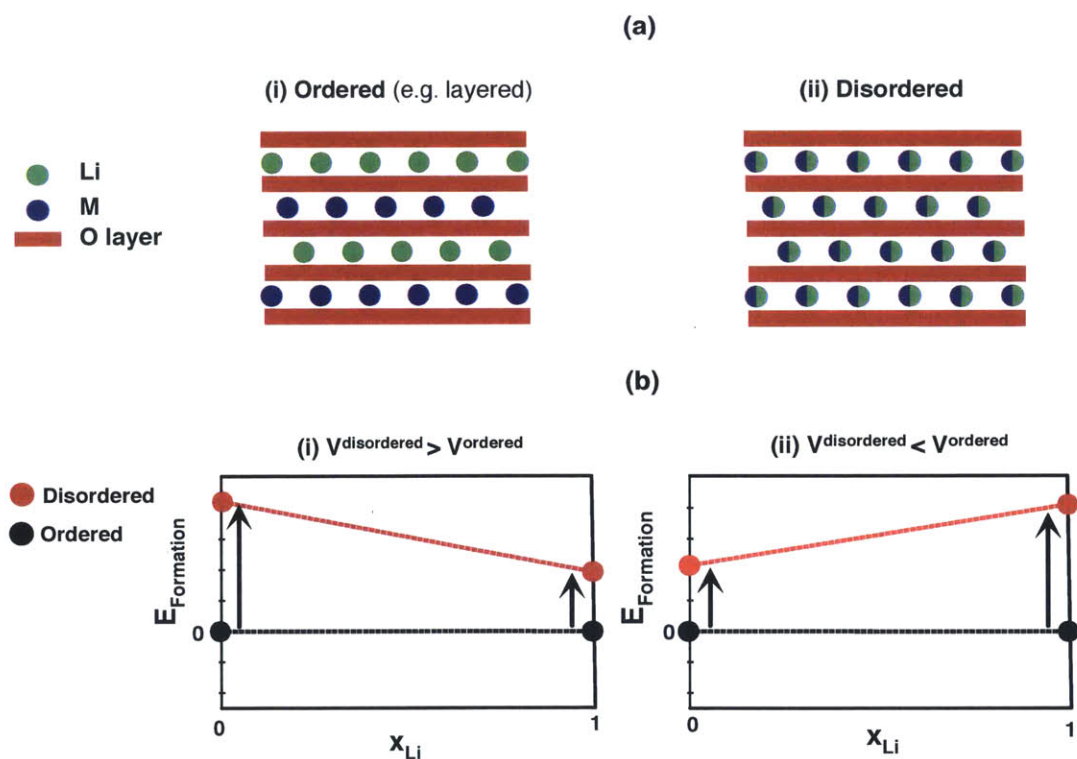 (a)
(i) Ordered (e.g. layered)
(ii) Disordered
Li
M
O layer
(b)
(i) V^disordered > V^ordered
(ii) V^disordered < V^ordered
Disordered
Ordered
E_Formation
0
0
1
x_Li
E_Formation
0
0
1
x_Li